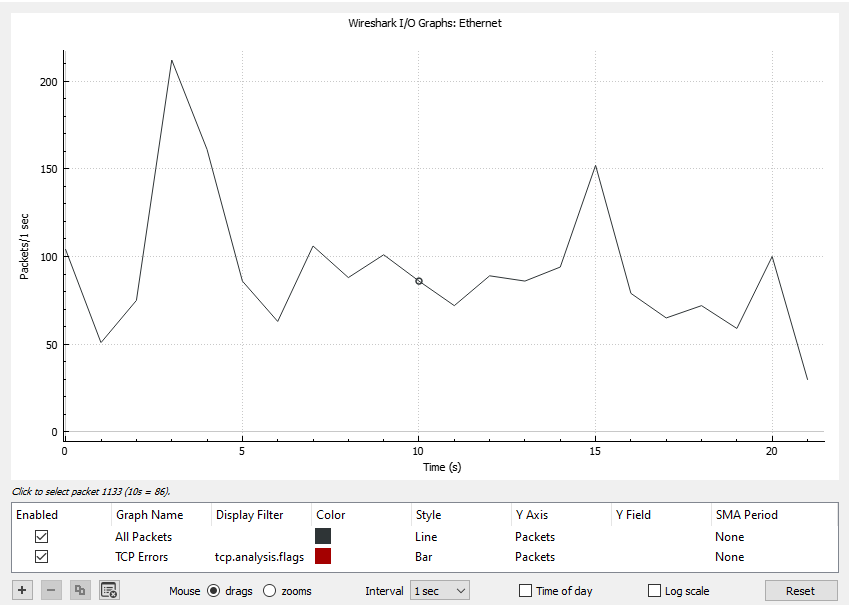 Wireshark I/O Graphs: Ethernet
200
150
100
50
0
Packets/1 sec
0 5 10 15 20
Time (s)
Click to select packet 1133 (10s = 86).
Enabled Graph Name Display Filter Color Style Y Axis Y Field SMA Period
All Packets Line Packets None
TCP Errors tcp.analysis.flags Bar Packets None
+ − Mouse drags zooms Interval 1 sec Time of day Log scale Reset